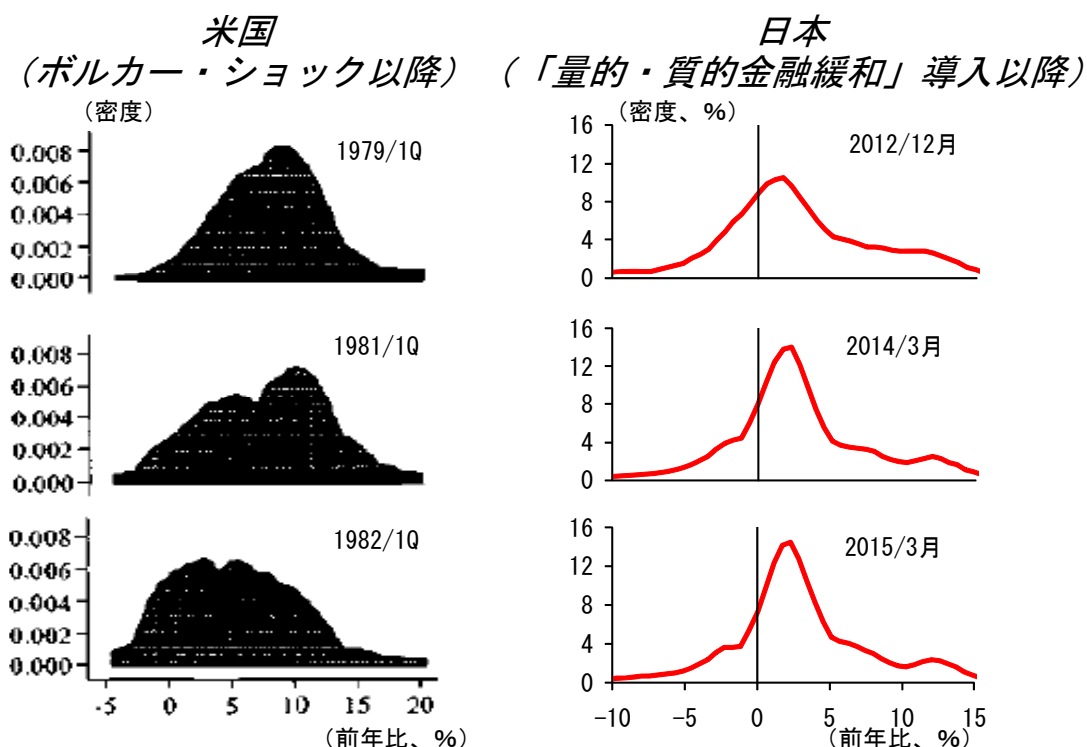 米国
（ボルカー・ショック以降）
（密度）
1979/1Q
0.008
0.006
0.004
0.002
0.000
1981/1Q
0.008
0.006
0.004
0.002
0.000
1982/1Q
0.008
0.006
0.004
0.002
0.000
-5 0 5 10 15 20
（前年比、%）
日本
（「量的・質的金融緩和」導入以降）
（密度、%）
2012/12月
16
12
8
4
0
2014/3月
16
12
8
4
0
2015/3月
16
12
8
4
0
-10 -5 0 5 10 15
（前年比、%）